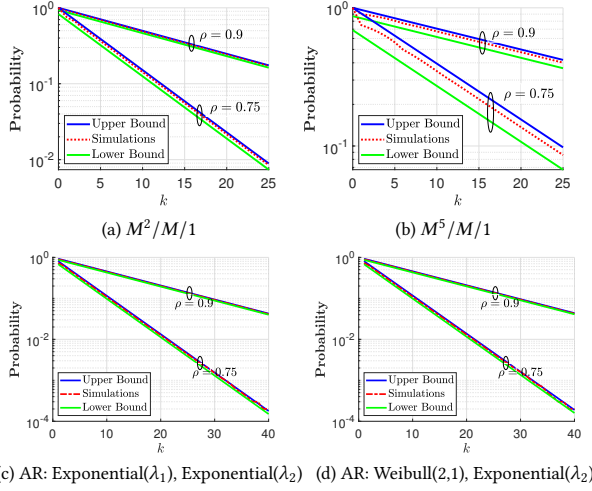 10^0
10^-1
10^-2
Probability
ρ = 0.9
ρ = 0.75
Upper Bound
Simulations
Lower Bound
0 5 10 15 20 25
k
(a) M^2/M/1
10^0
10^-1
Probability
ρ = 0.9
ρ = 0.75
Upper Bound
Simulations
Lower Bound
0 5 10 15 20 25
k
(b) M^5/M/1
10^0
10^-2
10^-4
Probability
ρ = 0.9
ρ = 0.75
Upper Bound
Simulations
Lower Bound
0 10 20 30 40
k
c) AR: Exponential(λ1), Exponential(λ2)
10^0
10^-2
10^-4
Probability
ρ = 0.9
ρ = 0.75
Upper Bound
Simulations
Lower Bound
0 10 20 30 40
k
(d) AR: Weibull(2,1), Exponential(λ2)